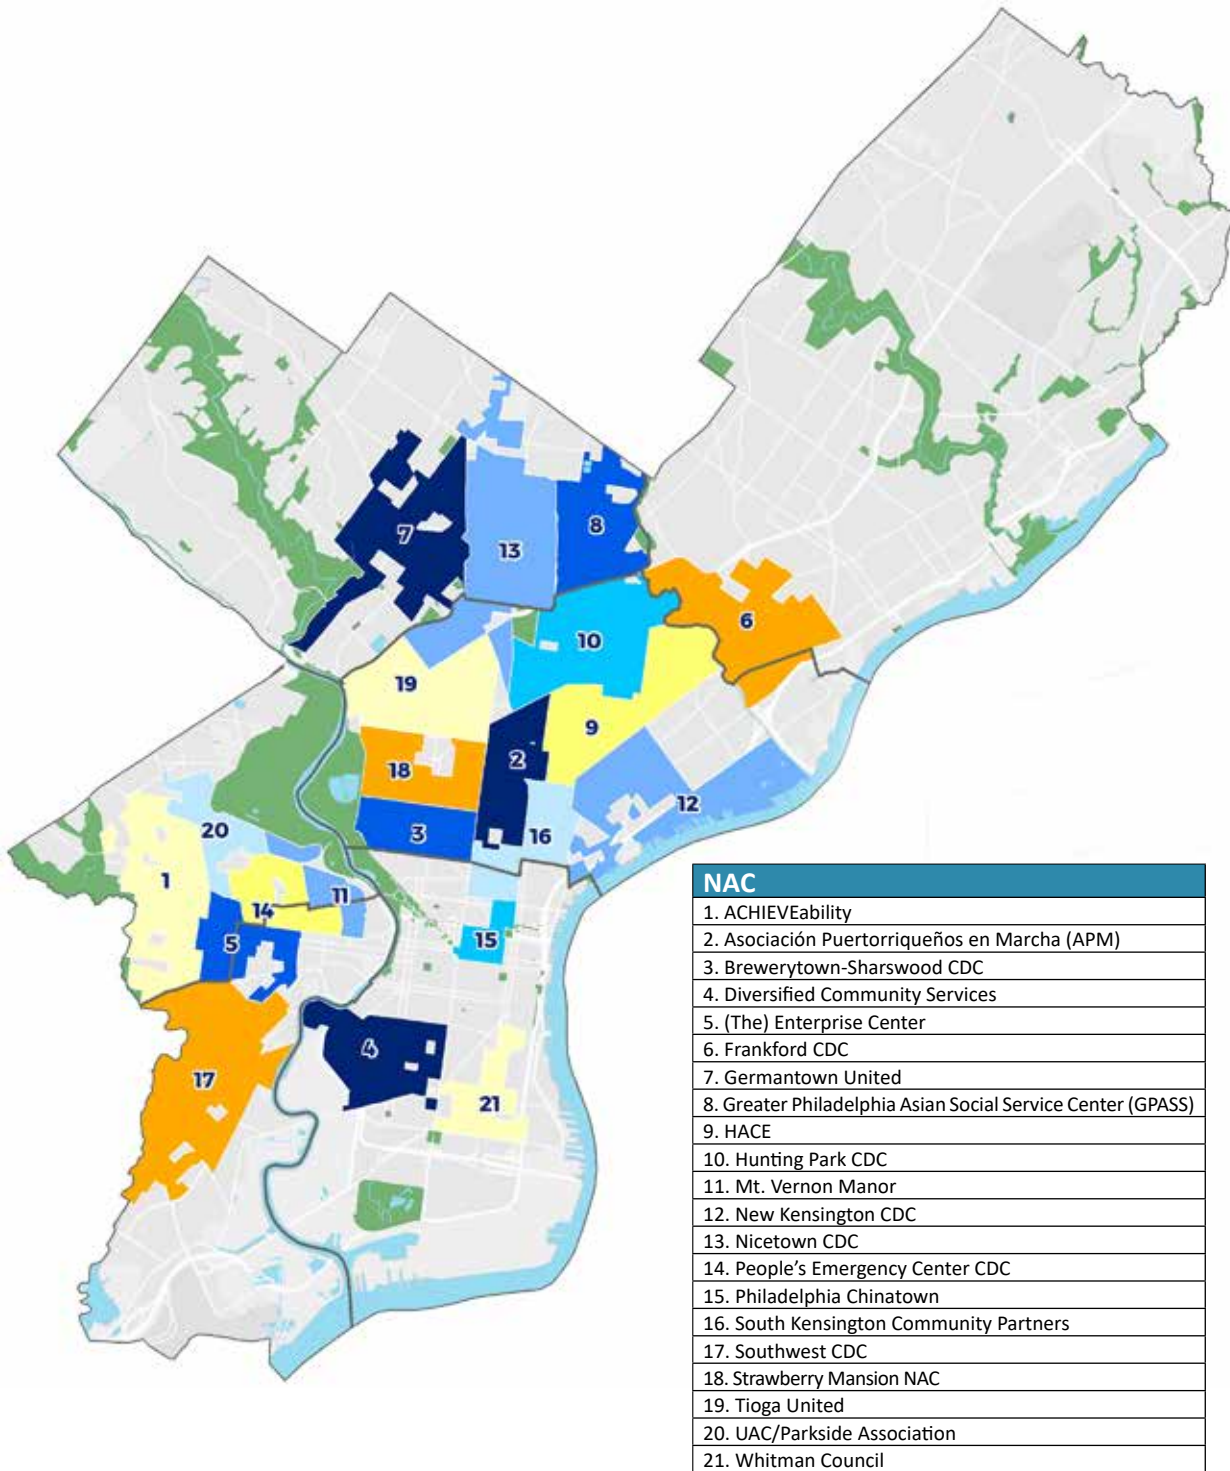 7
13
8
10
6
19
9
2
18
12
3
16
20
1
11
14
5
15
4
17
21
NAC
1. ACHIEVEability
2. Asociación Puertorriqueños en Marcha (APM)
3. Brewerytown-Sharswood CDC
4. Diversified Community Services
5. (The) Enterprise Center
6. Frankford CDC
7. Germantown United
8. Greater Philadelphia Asian Social Service Center (GPASS)
9. HACE
10. Hunting Park CDC
11. Mt. Vernon Manor
12. New Kensington CDC
13. Nicetown CDC
14. People's Emergency Center CDC
15. Philadelphia Chinatown
16. South Kensington Community Partners
17. Southwest CDC
18. Strawberry Mansion NAC
19. Tioga United
20. UAC/Parkside Association
21. Whitman Council